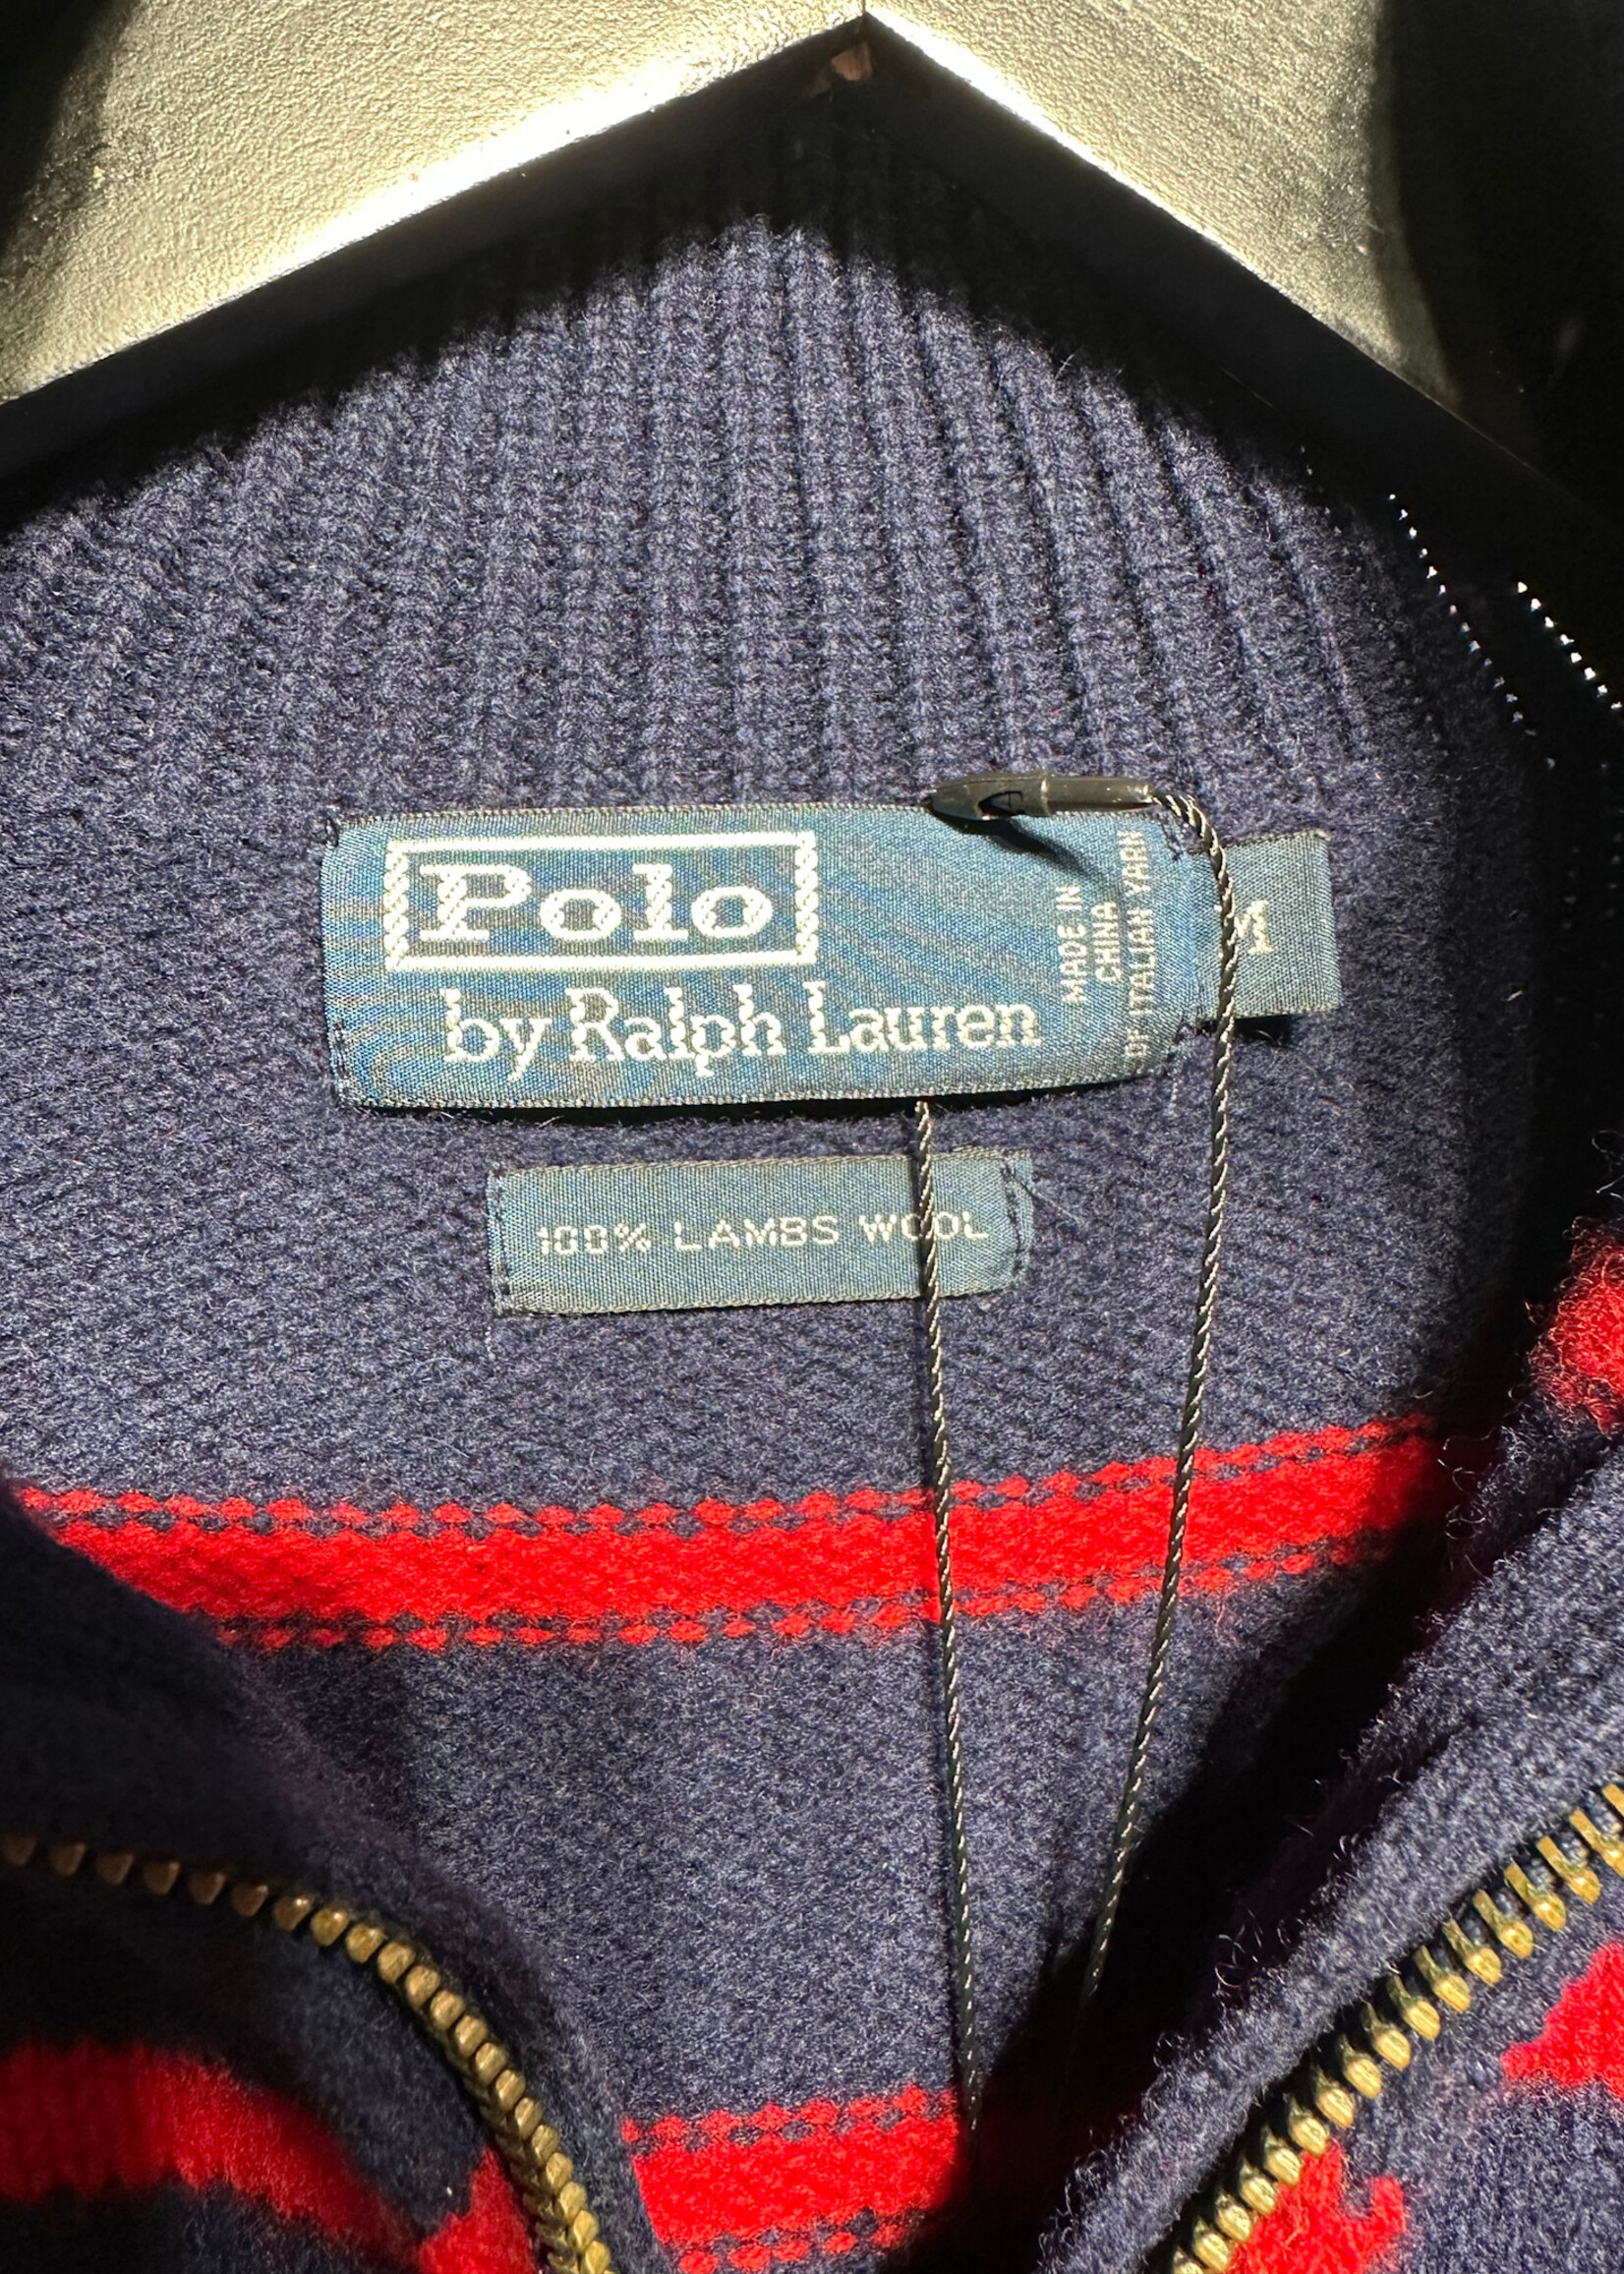 Polo
by Ralph Lauren
MADE IN
CHINA
OF ITALIAN YARN
M
100% LAMBS WOOL